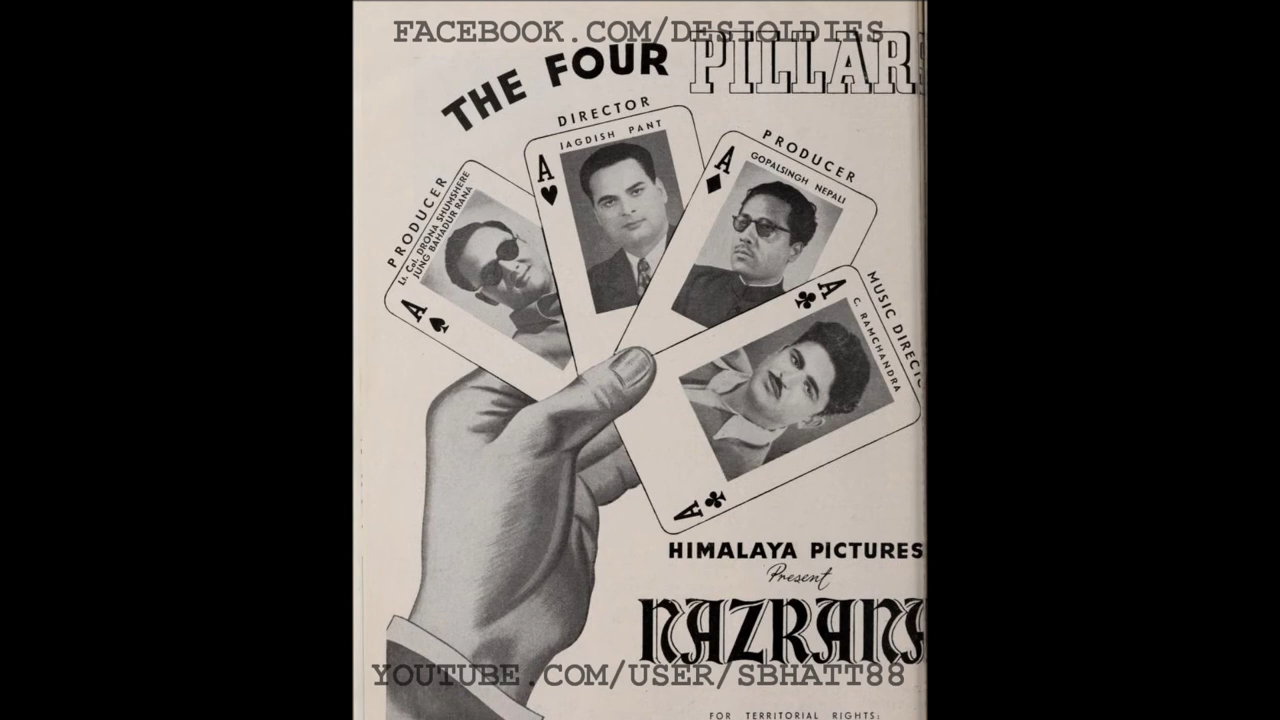 FACEBOOK.COM/DESIOLDIES
THE FOUR PILLAR
DIRECTOR
JAGDISH PANT
A
PRODUCER
GOPALSINGH NEPALI
A
PRODUCER
Lt. Col. DRONA SHUMSHERE
JUNG BAHADUR RANA
A
MUSIC DIRECTO
C. RAMCHANDRA
A
A
HIMALAYA PICTURES
Present
NAZRANA
YOUTUBE.COM/USER/SBHATT88
FOR TERRITORIAL RIGHTS: